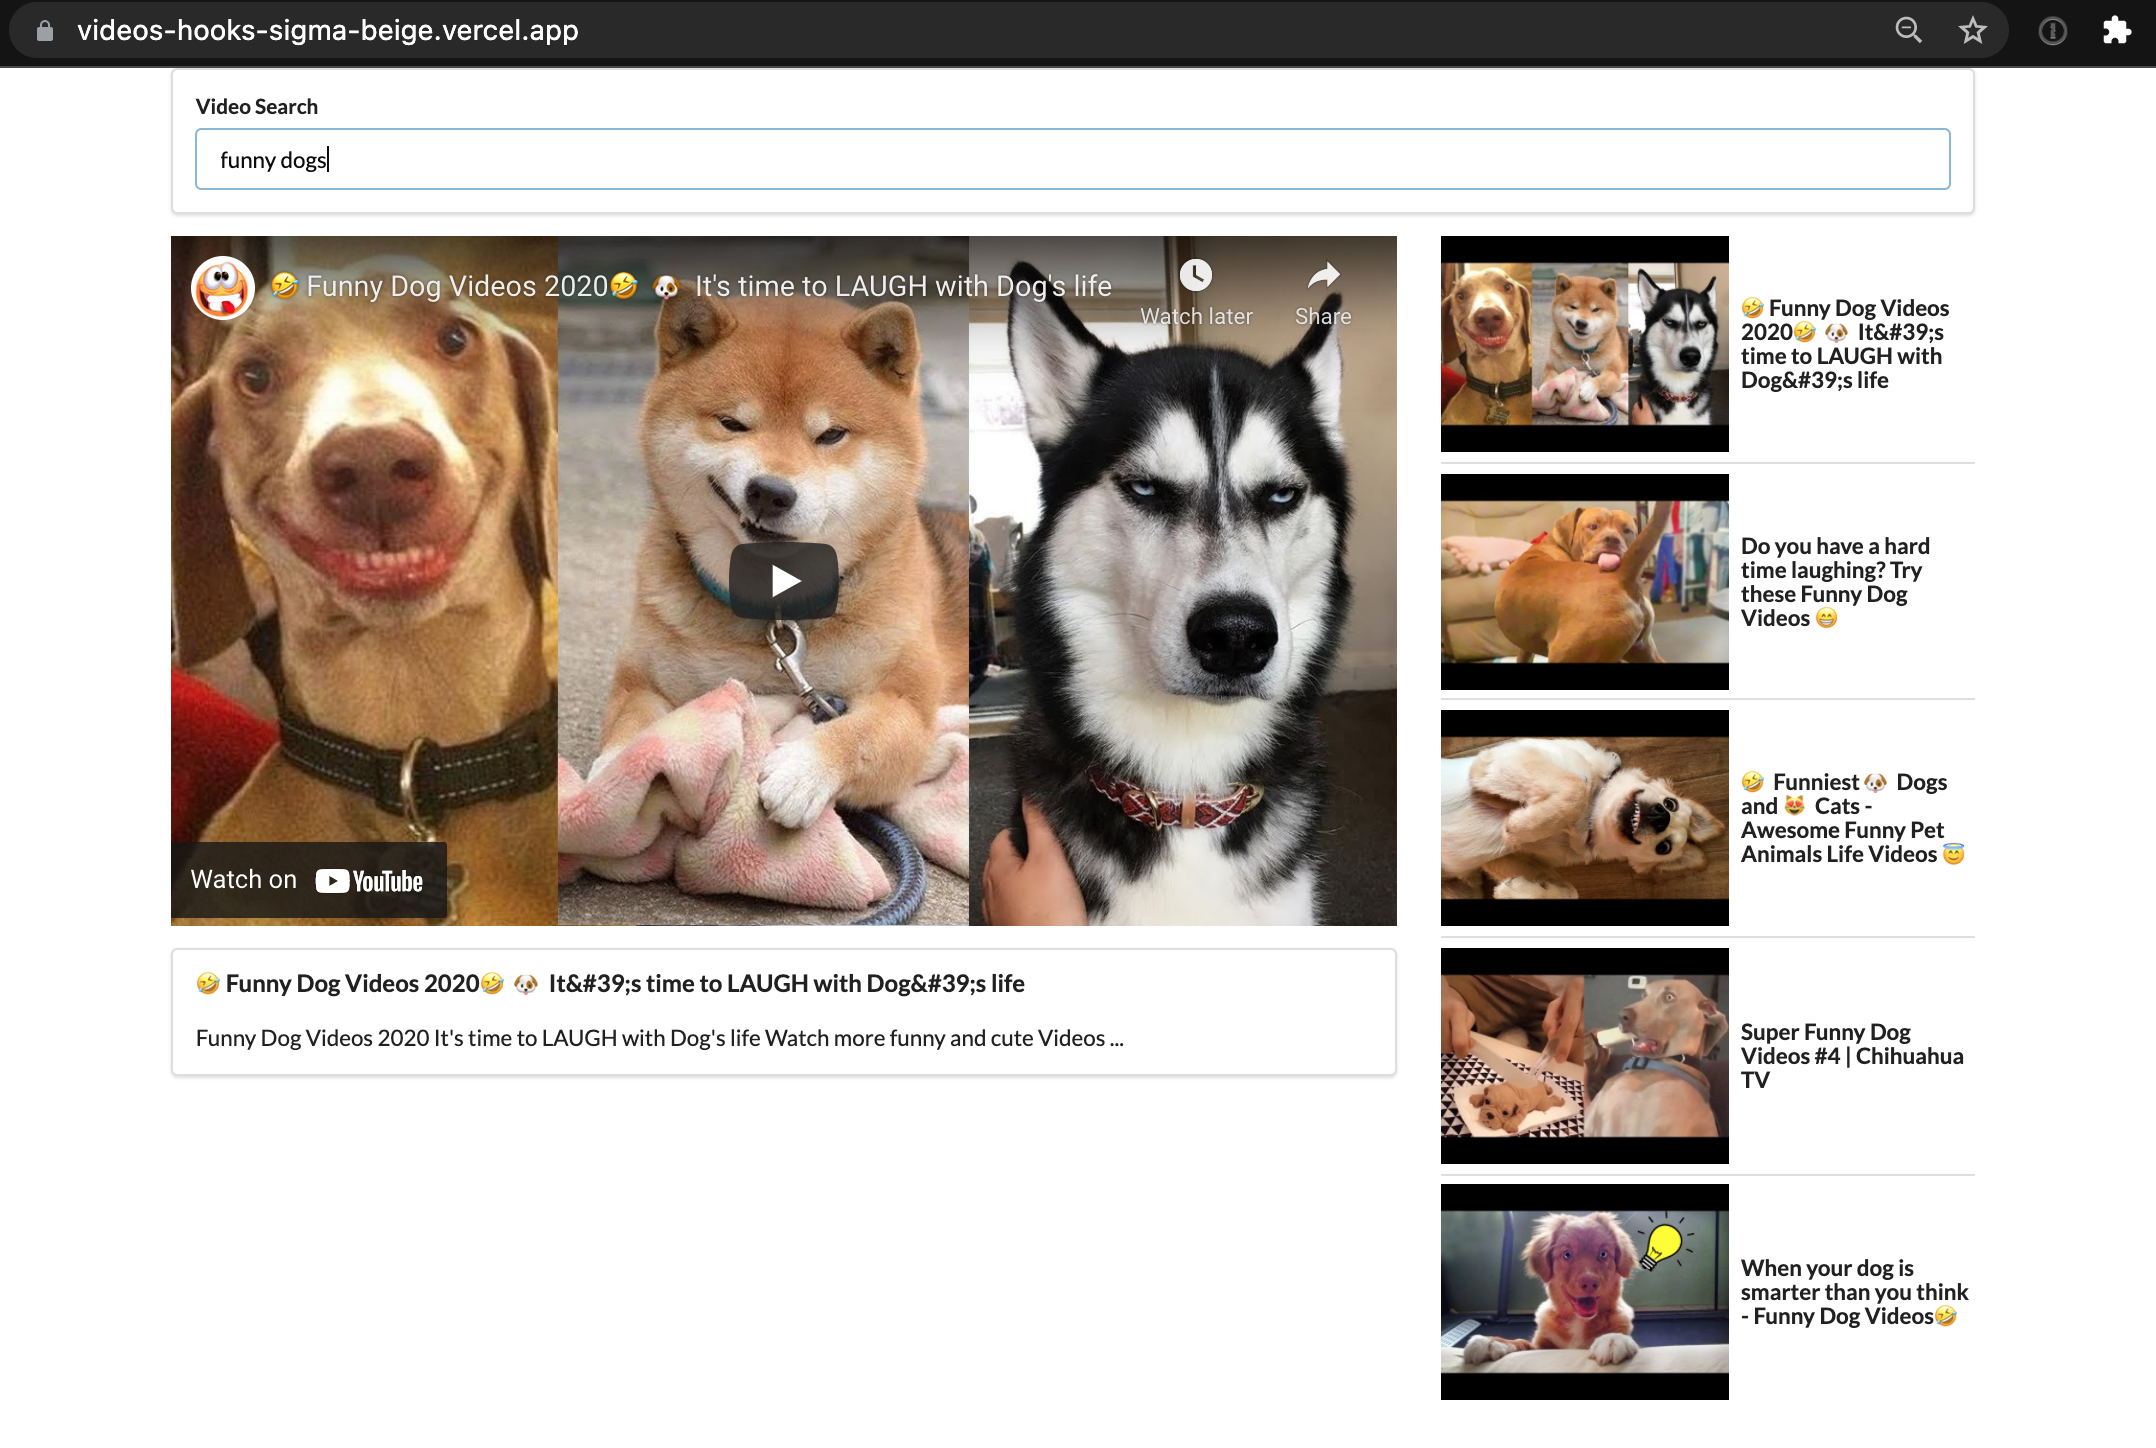 videos-hooks-sigma-beige.vercel.app
Video Search
funny dogs
🤣 Funny Dog Videos 2020🤣 🐶 It's time to LAUGH with Dog's life
Watch later
Share
Watch on YouTube
🤣 Funny Dog Videos 2020🤣 🐶 It&#39;s time to LAUGH with Dog&#39;s life
Funny Dog Videos 2020 It's time to LAUGH with Dog's life Watch more funny and cute Videos ...
🤣 Funny Dog Videos
2020🤣 🐶 It&#39;s
time to LAUGH with
Dog&#39;s life
Do you have a hard
time laughing? Try
these Funny Dog
Videos 😁
🤣 Funniest 🐶 Dogs
and 😻 Cats -
Awesome Funny Pet
Animals Life Videos 😇
Super Funny Dog
Videos #4 | Chihuahua
TV
When your dog is
smarter than you think
- Funny Dog Videos🤣